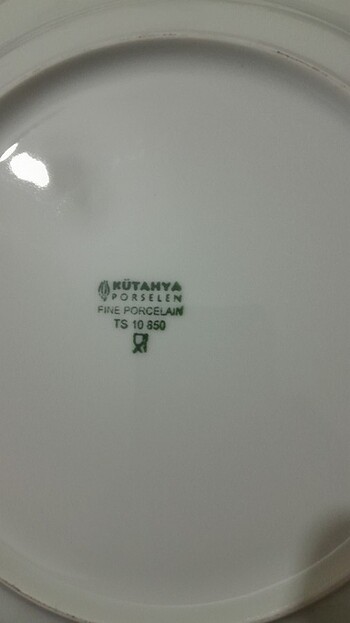 KÜTAHYA
PORSELEN
FINE PORCELAIN
TS 10 850